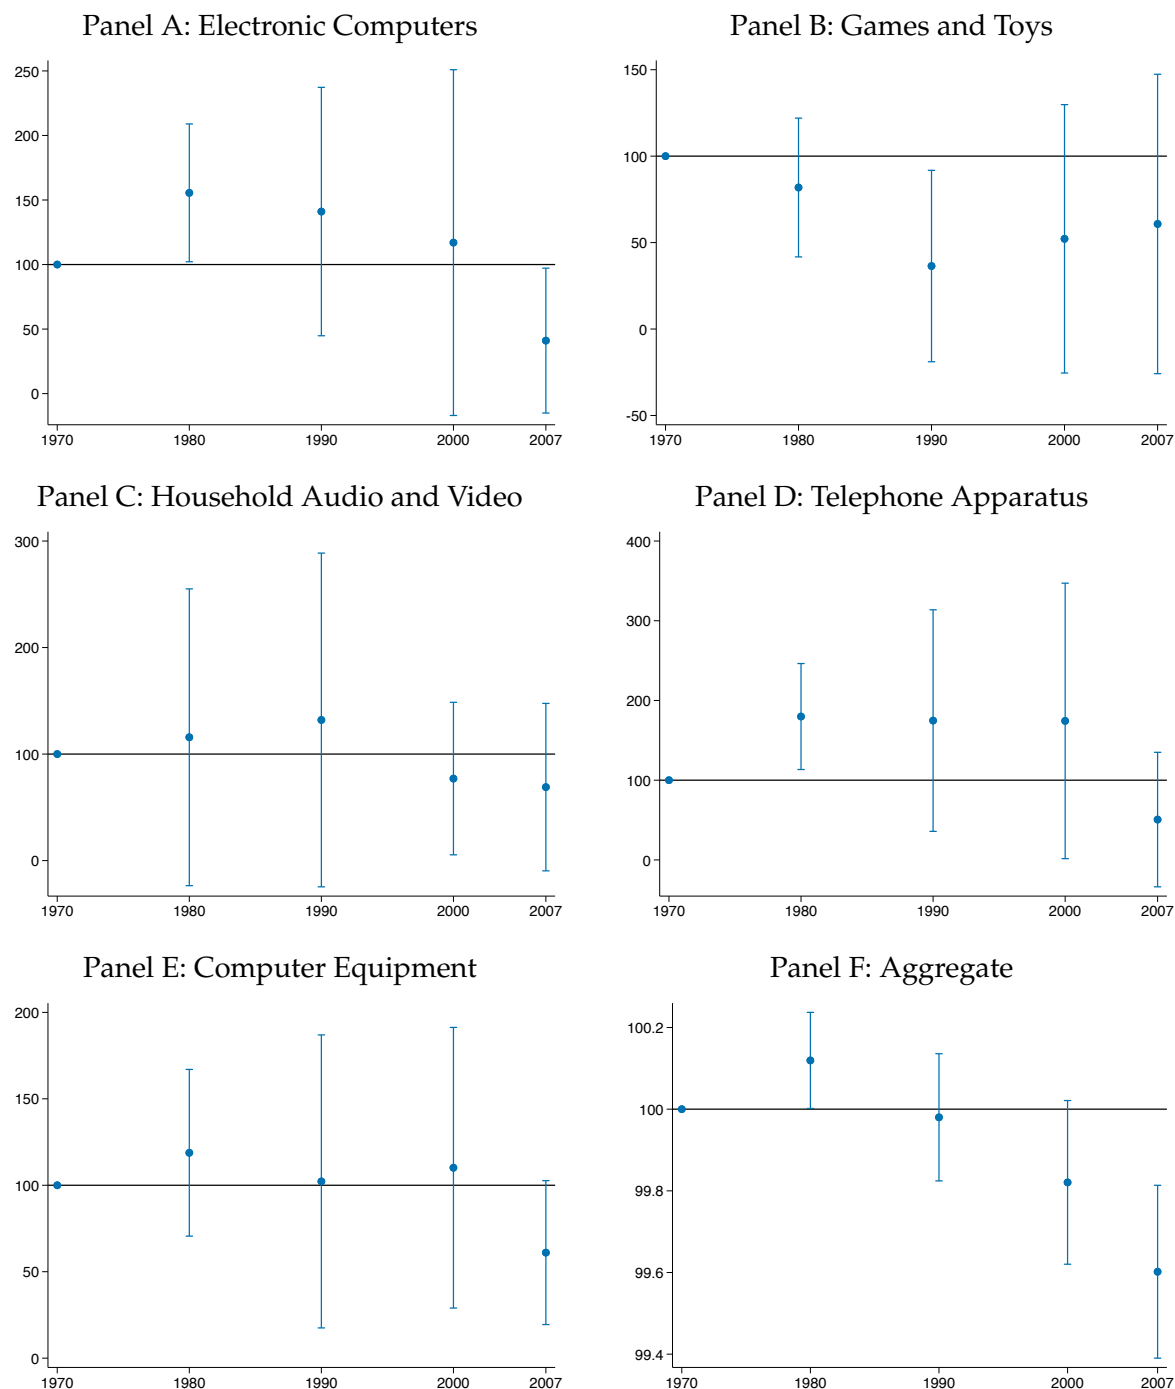 Panel A: Electronic Computers
250
200
150
100
50
0
1970 1980 1990 2000 2007
Panel B: Games and Toys
150
100
50
0
-50
1970 1980 1990 2000 2007
Panel C: Household Audio and Video
300
200
100
0
1970 1980 1990 2000 2007
Panel D: Telephone Apparatus
400
300
200
100
0
1970 1980 1990 2000 2007
Panel E: Computer Equipment
200
150
100
50
0
1970 1980 1990 2000 2007
Panel F: Aggregate
100.2
100
99.8
99.6
99.4
1970 1980 1990 2000 2007